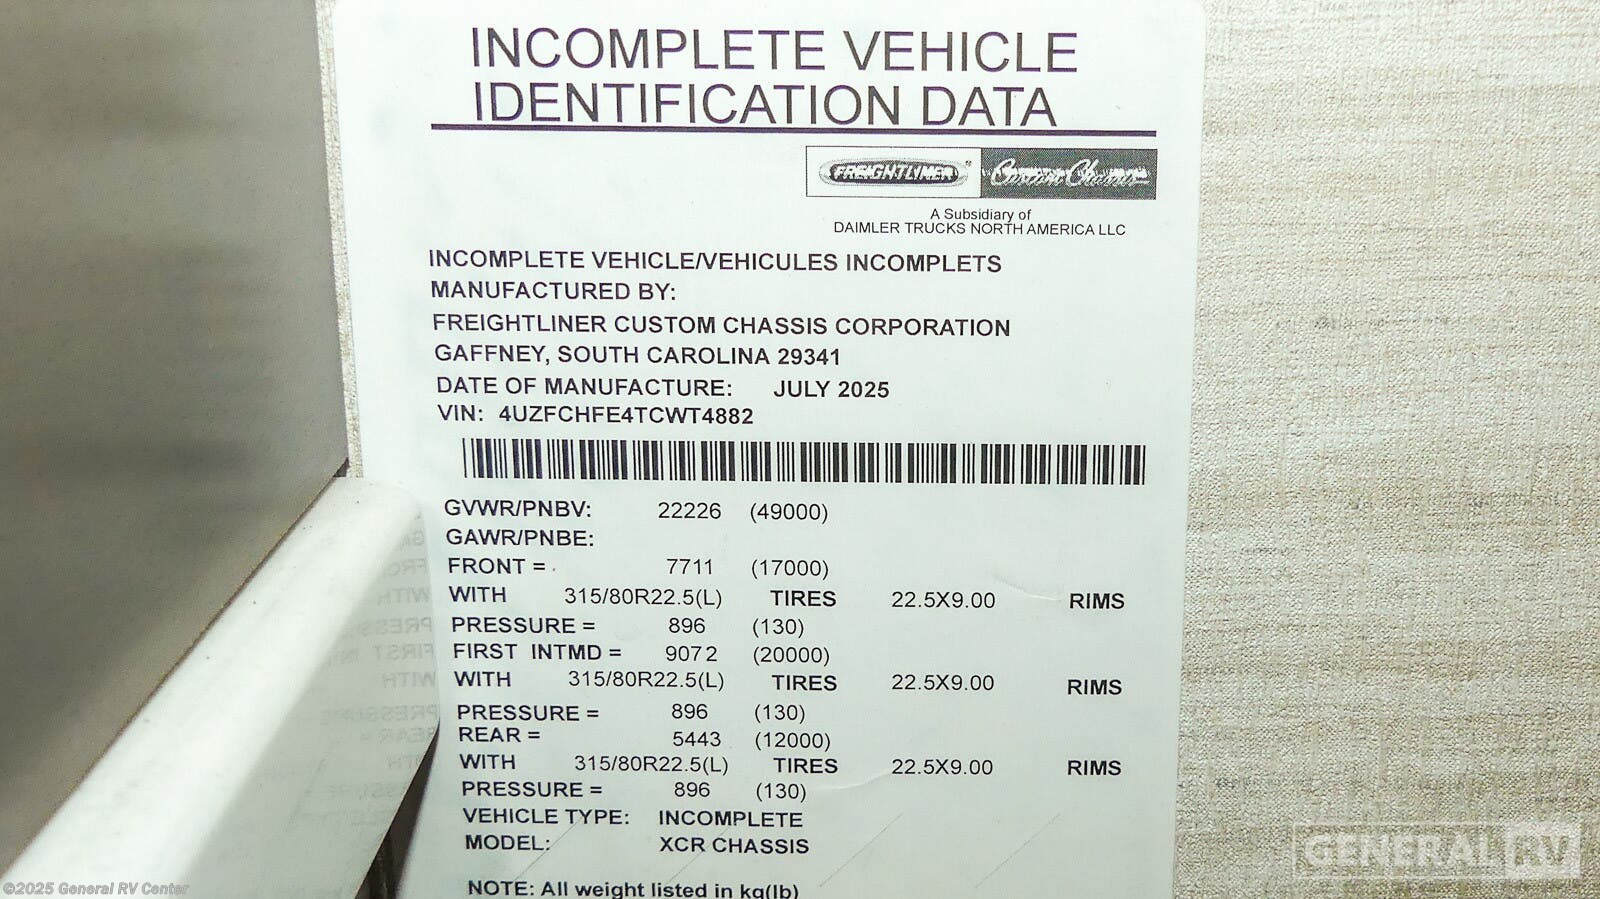 INCOMPLETE VEHICLE
IDENTIFICATION DATA
FREIGHTLINER® Custom Chassis
A Subsidiary of
DAIMLER TRUCKS NORTH AMERICA LLC
INCOMPLETE VEHICLE/VEHICULES INCOMPLETS
MANUFACTURED BY:
FREIGHTLINER CUSTOM CHASSIS CORPORATION
GAFFNEY, SOUTH CAROLINA 29341
DATE OF MANUFACTURE: JULY 2025
VIN: 4UZFCHFE4TCWT4882
GVWR/PNBV: 22226 (49000)
GAWR/PNBE:
FRONT = 7711 (17000)
WITH 315/80R22.5(L) TIRES 22.5X9.00 RIMS
PRESSURE = 896 (130)
FIRST INTMD = 9072 (20000)
WITH 315/80R22.5(L) TIRES 22.5X9.00 RIMS
PRESSURE = 896 (130)
REAR = 5443 (12000)
WITH 315/80R22.5(L) TIRES 22.5X9.00 RIMS
PRESSURE = 896 (130)
VEHICLE TYPE: INCOMPLETE
MODEL: XCR CHASSIS
NOTE: All weight listed in kg(lb)
GENERAL RV
©2025 General RV Center